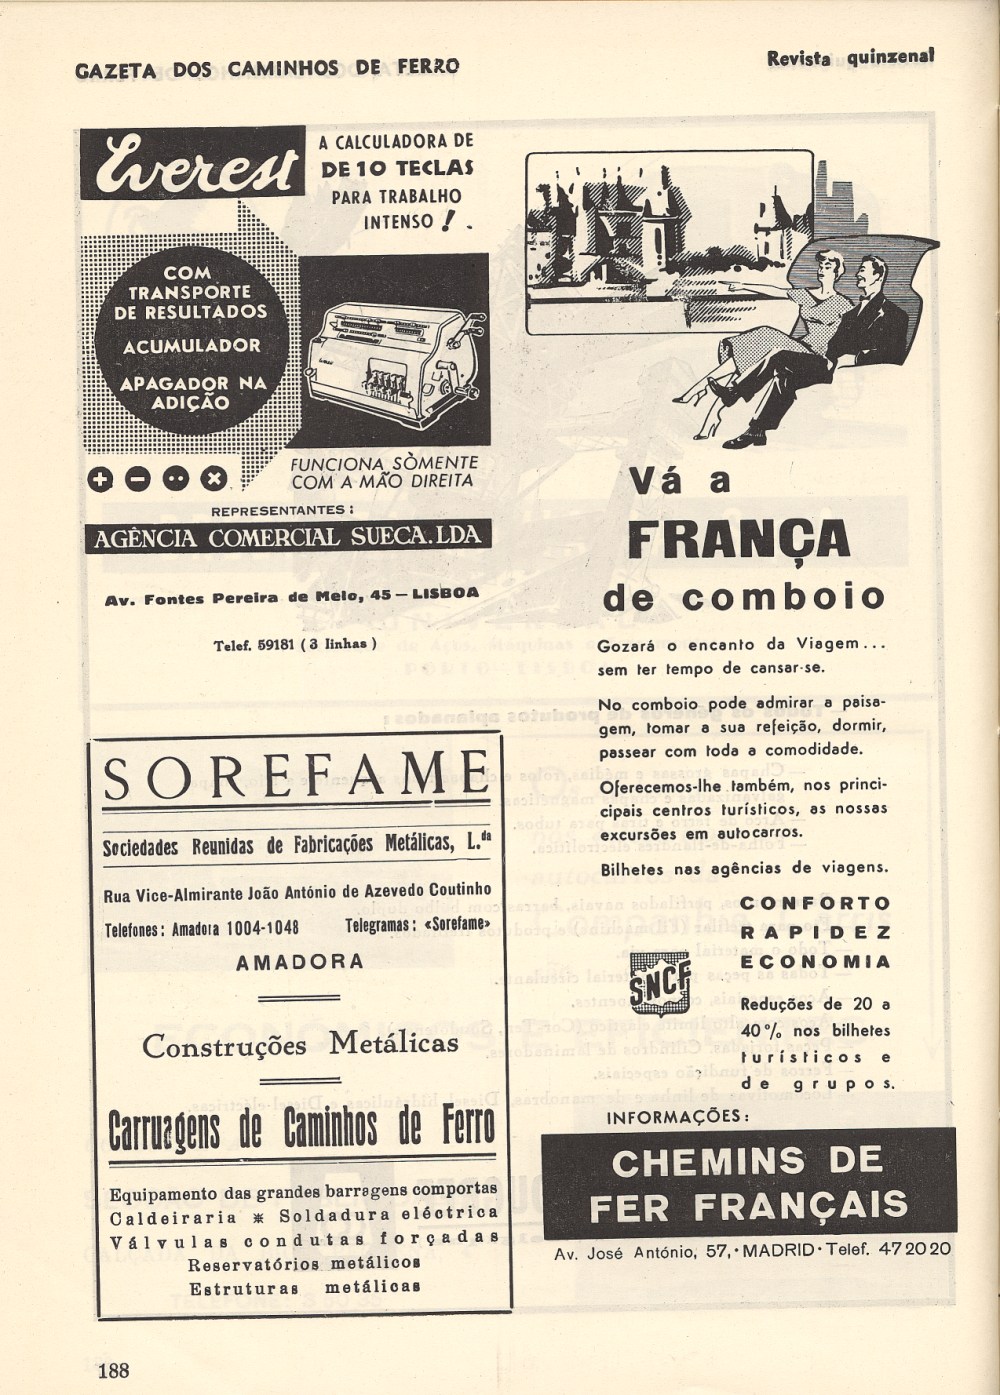 GAZETA DOS CAMINHOS DE FERRO
Revista quinzenal
Everest
A CALCULADORA DE
DE 10 TECLAS
PARA TRABALHO
INTENSO !
COM
TRANSPORTE
DE RESULTADOS
ACUMULADOR
APAGADOR NA
ADIÇÃO
FUNCIONA SÒMENTE
COM A MÃO DIREITA
REPRESENTANTES :
AGÊNCIA COMERCIAL SUECA. LDA
Av. Fontes Pereira de Melo, 45 — LISBOA
Telef. 59181 ( 3 linhas )
SOREFAME
Sociedades Reunidas de Fabricações Metálicas, L.da
Rua Vice-Almirante João António de Azevedo Coutinho
Telefones: Amadora 1004-1048 Telegramas: «Sorefame»
AMADORA
Construções Metálicas
Carruagens de Caminhos de Ferro
Equipamento das grandes barragens comportas
Caldeiraria * Soldadura eléctrica
Válvulas condutas forçadas
Reservatórios metálicos
Estruturas metálicas
Vá a
FRANÇA
de comboio
Gozará o encanto da Viagem...
sem ter tempo de cansar-se.
No comboio pode admirar a paisa-
gem, tomar a sua refeição, dormir,
passear com toda a comodidade.
Oferecemos-lhe também, nos princi-
cipais centros turísticos, as nossas
excursões em autocarros.
Bilhetes nas agências de viagens.
CONFORTO
RAPIDEZ
ECONOMIA
SNCF
Reduções de 20 a
40% nos bilhetes
turísticos e
de grupos.
INFORMAÇÕES:
CHEMINS DE
FER FRANÇAIS
Av. José António, 57, · MADRID · Telef. 47 20 20
188